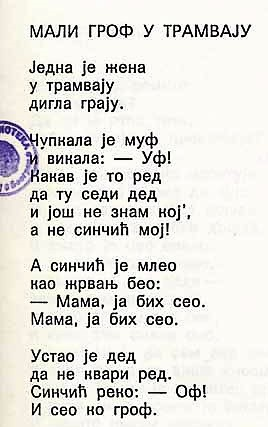 МАЛИ ГРОФ У ТРАМВАЈУ
Једна је жена
у трамвају
дигла грају.
Чупкала је муф
и викала: — Уф!
Какав је то ред
да ту седи дед
и још не знам кој',
а не синчић мој!
А синчић је млео
као жрвањ бео:
— Мама, ја бих сео.
Мама, ја бих сео.
Устао је дед
да не квари ред.
Синчић реко: — Оф!
И сео ко гроф.